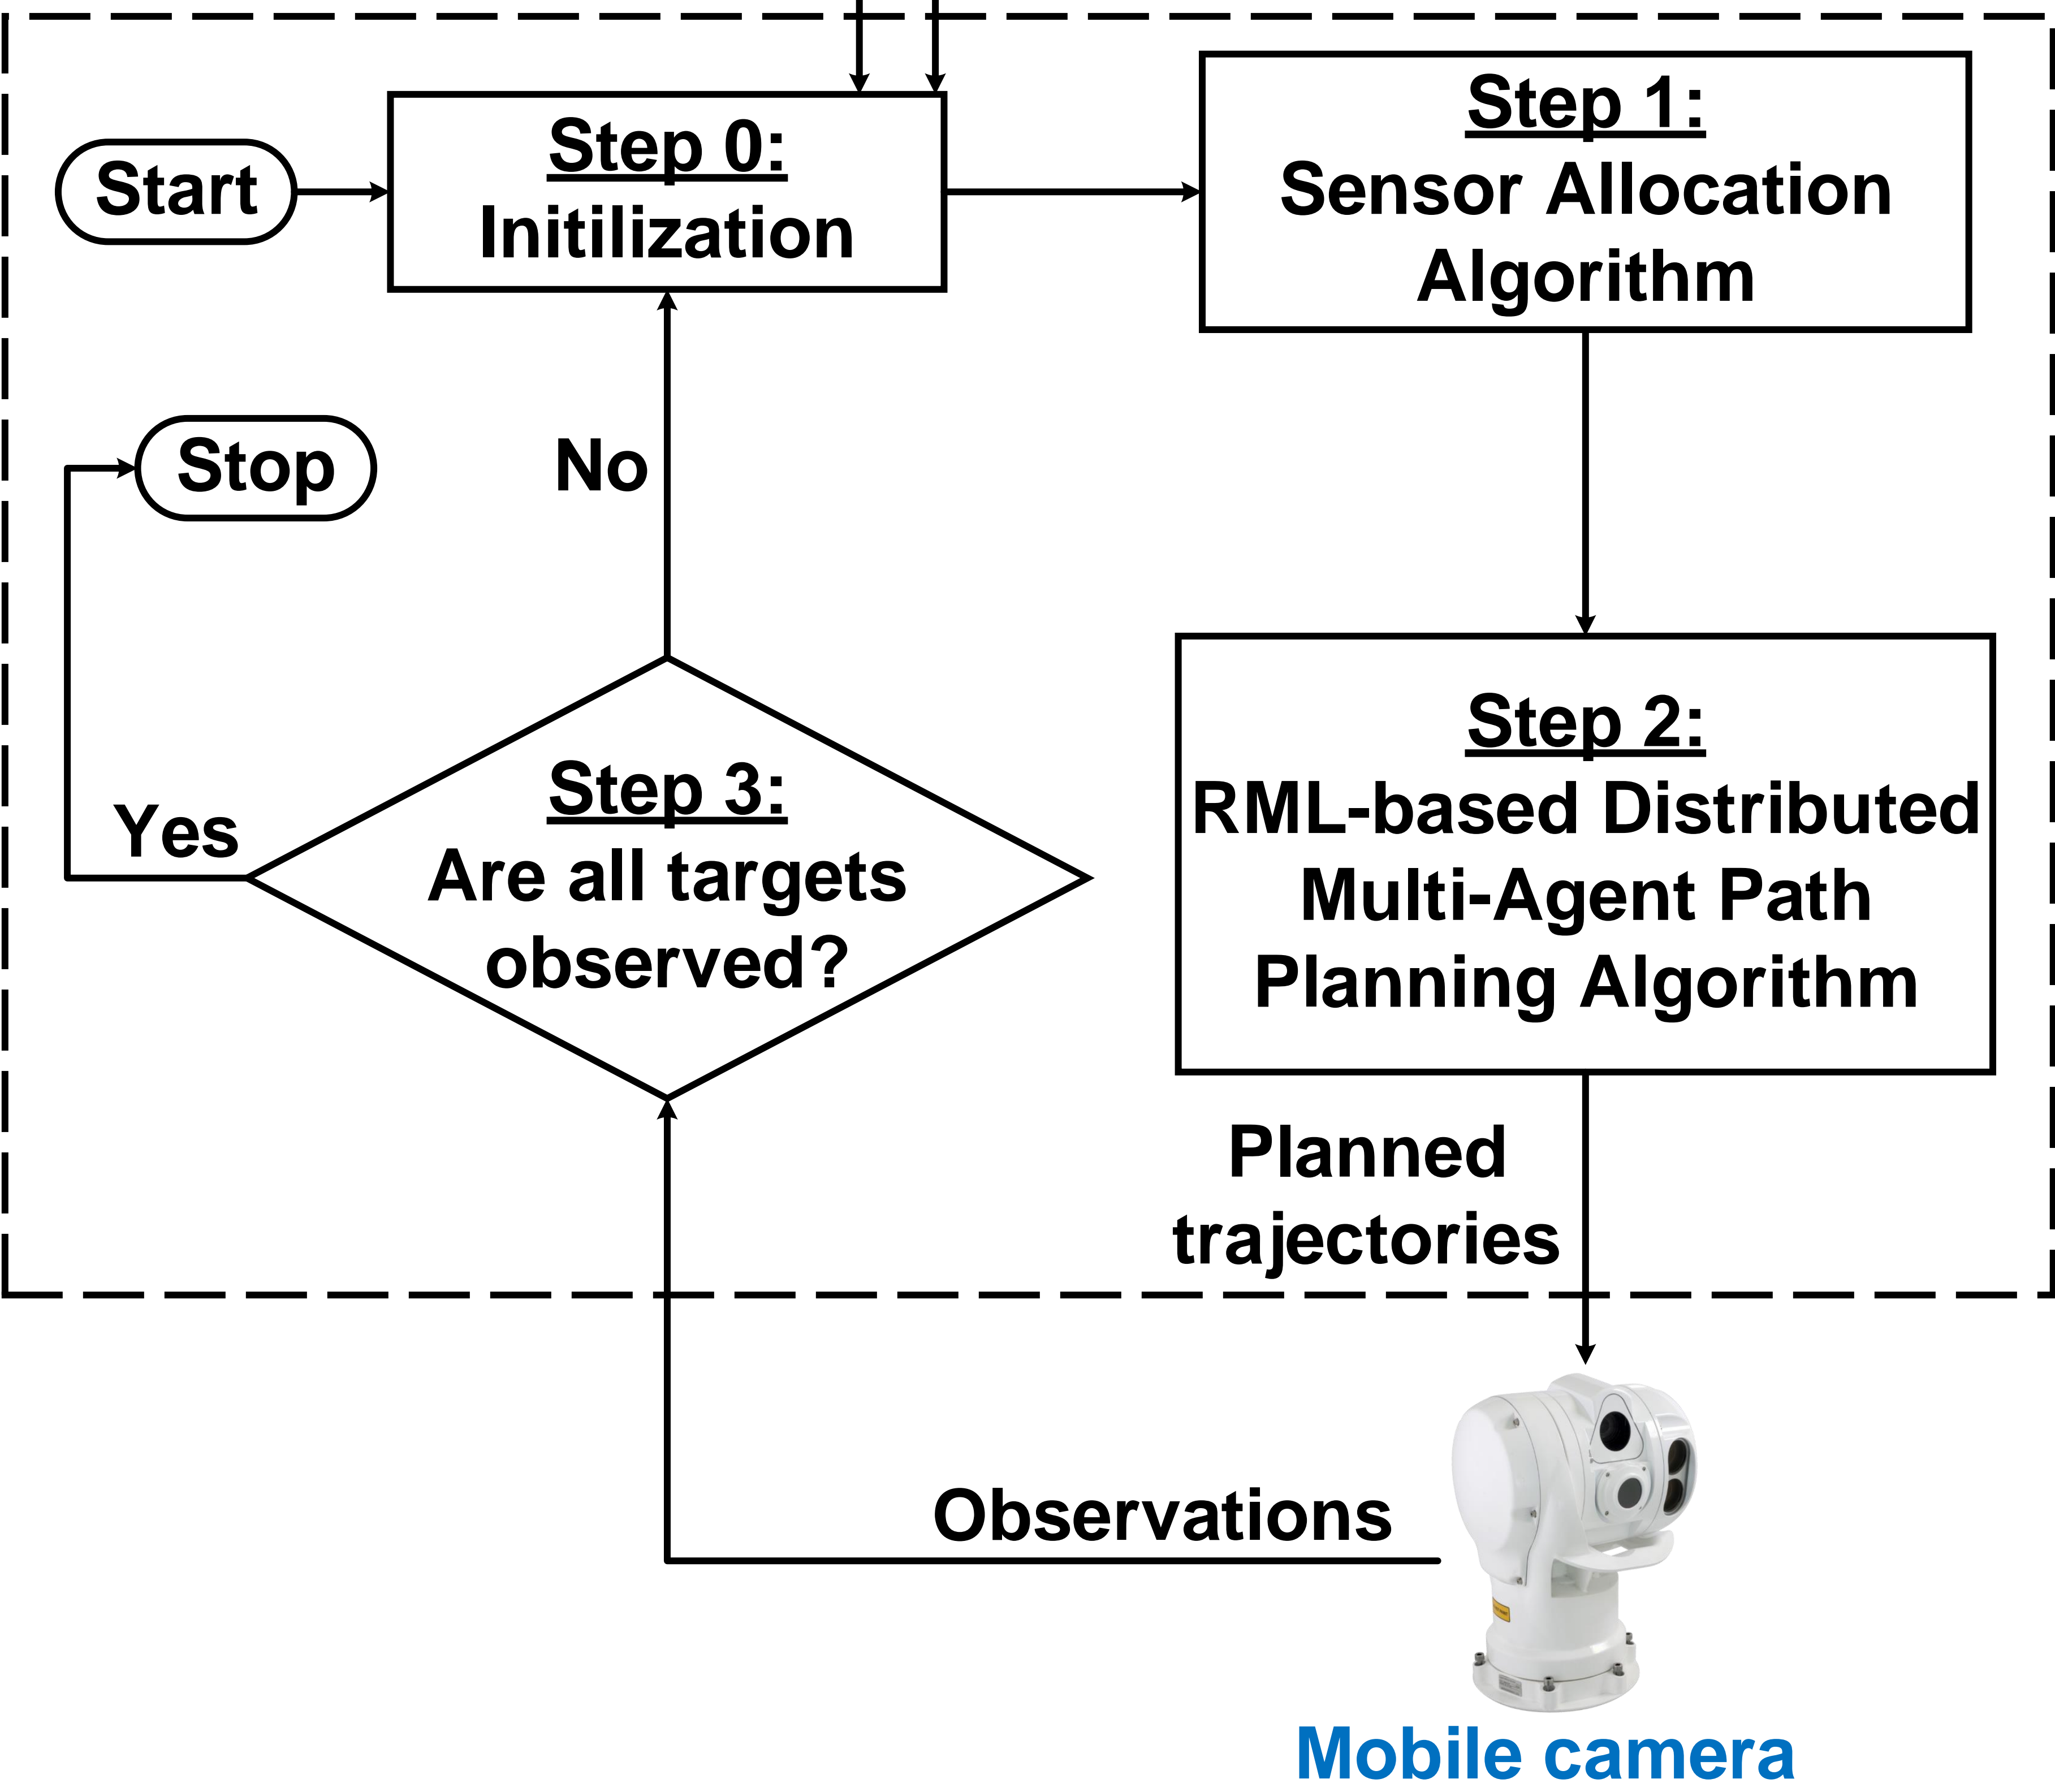 Start
Step 0:
Initilization
Step 1:
Sensor Allocation
Algorithm
Stop
No
Step 2:
RML-based Distributed
Multi-Agent Path
Planning Algorithm
Yes
Step 3:
Are all targets
observed?
Planned
trajectories
Observations
Mobile camera